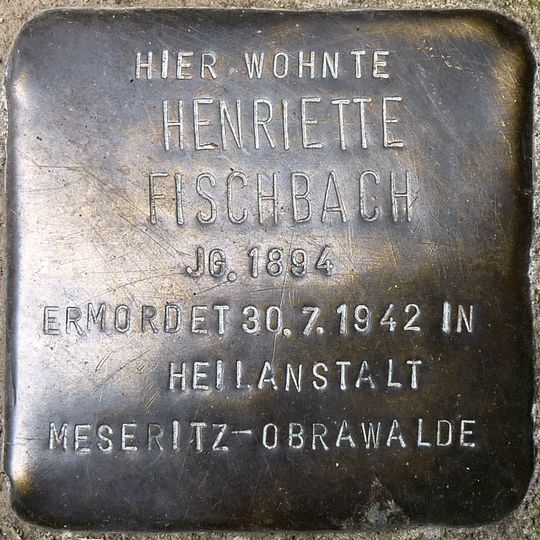 HIER WOHNTE
HENRIETTE
FISCHBACH
JG. 1894
ERMORDET 30.7.1942 IN
HEILANSTALT
MESERITZ-OBRAWALDE